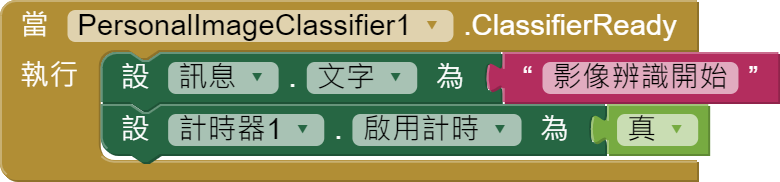 當 PersonalImageClassifier1 .ClassifierReady
執行 設 訊息 . 文字 為 “ 影像辨識開始 ”
設 計時器1 . 啟用計時 為 真